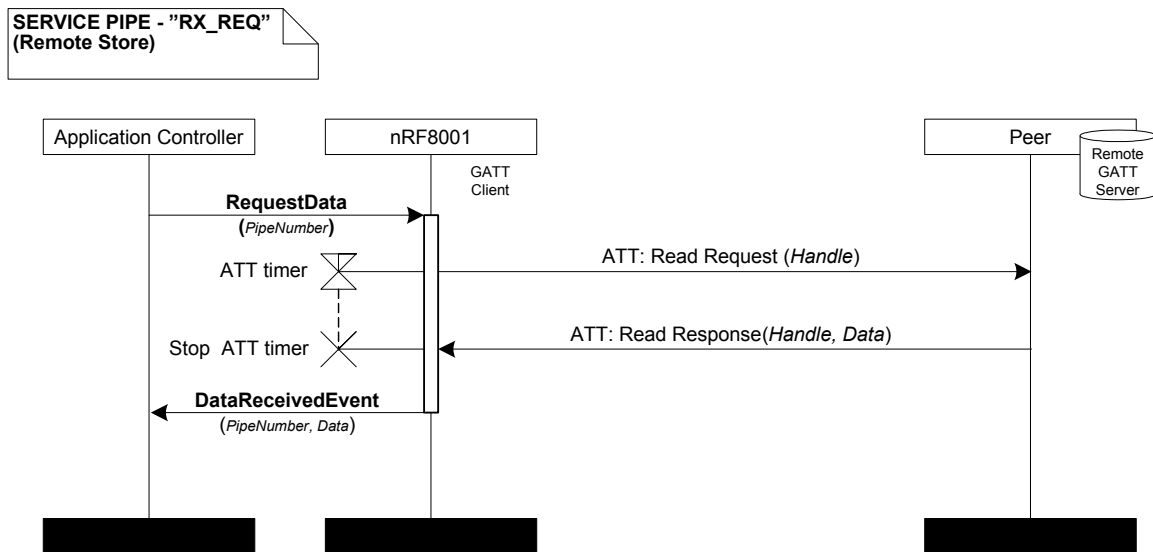 SERVICE PIPE - ”RX_REQ”
(Remote Store)
Application Controller
nRF8001
Peer
Remote
GATT
Server
GATT
Client
RequestData
(PipeNumber)
ATT timer
ATT: Read Request (Handle)
Stop ATT timer
ATT: Read Response(Handle, Data)
DataReceivedEvent
(PipeNumber, Data)